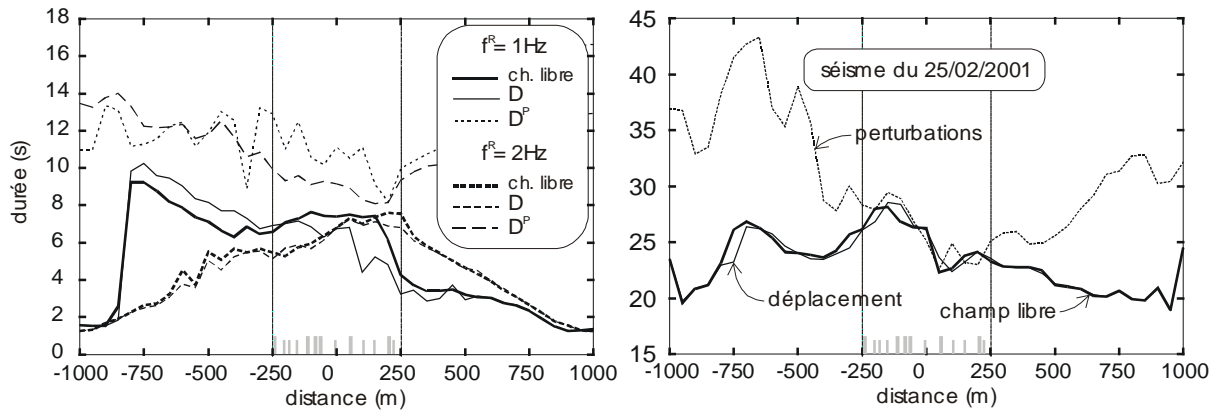 18
16
14
12
10
8
6
4
2
0
durée (s)
-1000 -750 -500 -250 0 250 500 750 1000
distance (m)
f^R = 1Hz
ch. libre
D
D^P
f^R = 2Hz
ch. libre
D
D^P
45
40
35
30
25
20
15
-1000 -750 -500 -250 0 250 500 750 1000
distance (m)
séisme du 25/02/2001
perturbations
déplacement
champ libre